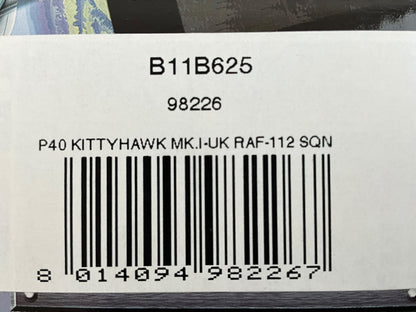 B11B625
98226
P40 KITTYHAWK MK.I-UK RAF-112 SQN
8 014094 982267